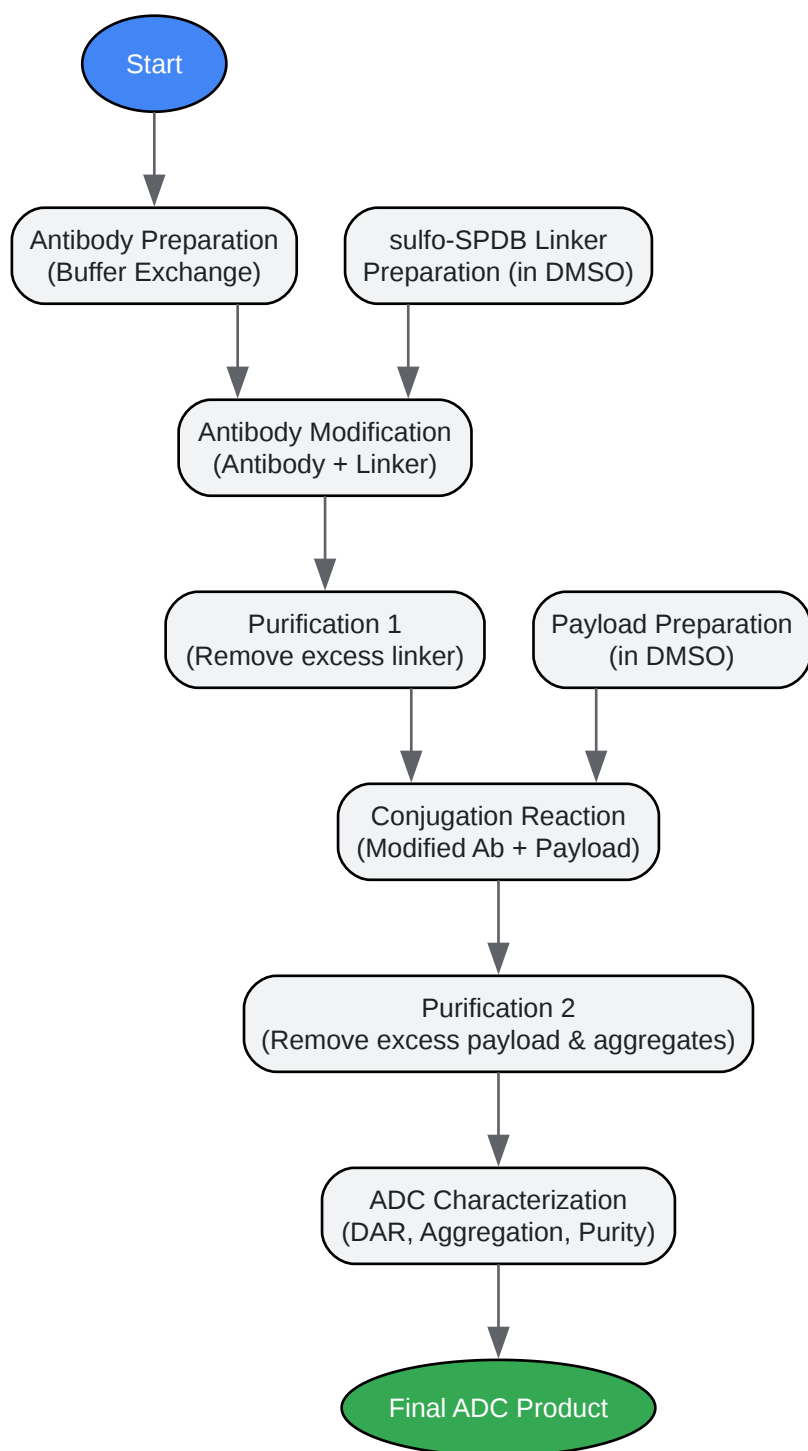 Start
Antibody Preparation
(Buffer Exchange)
sulfo-SPDB Linker
Preparation (in DMSO)
Antibody Modification
(Antibody + Linker)
Purification 1
(Remove excess linker)
Payload Preparation
(in DMSO)
Conjugation Reaction
(Modified Ab + Payload)
Purification 2
(Remove excess payload & aggregates)
ADC Characterization
(DAR, Aggregation, Purity)
Final ADC Product